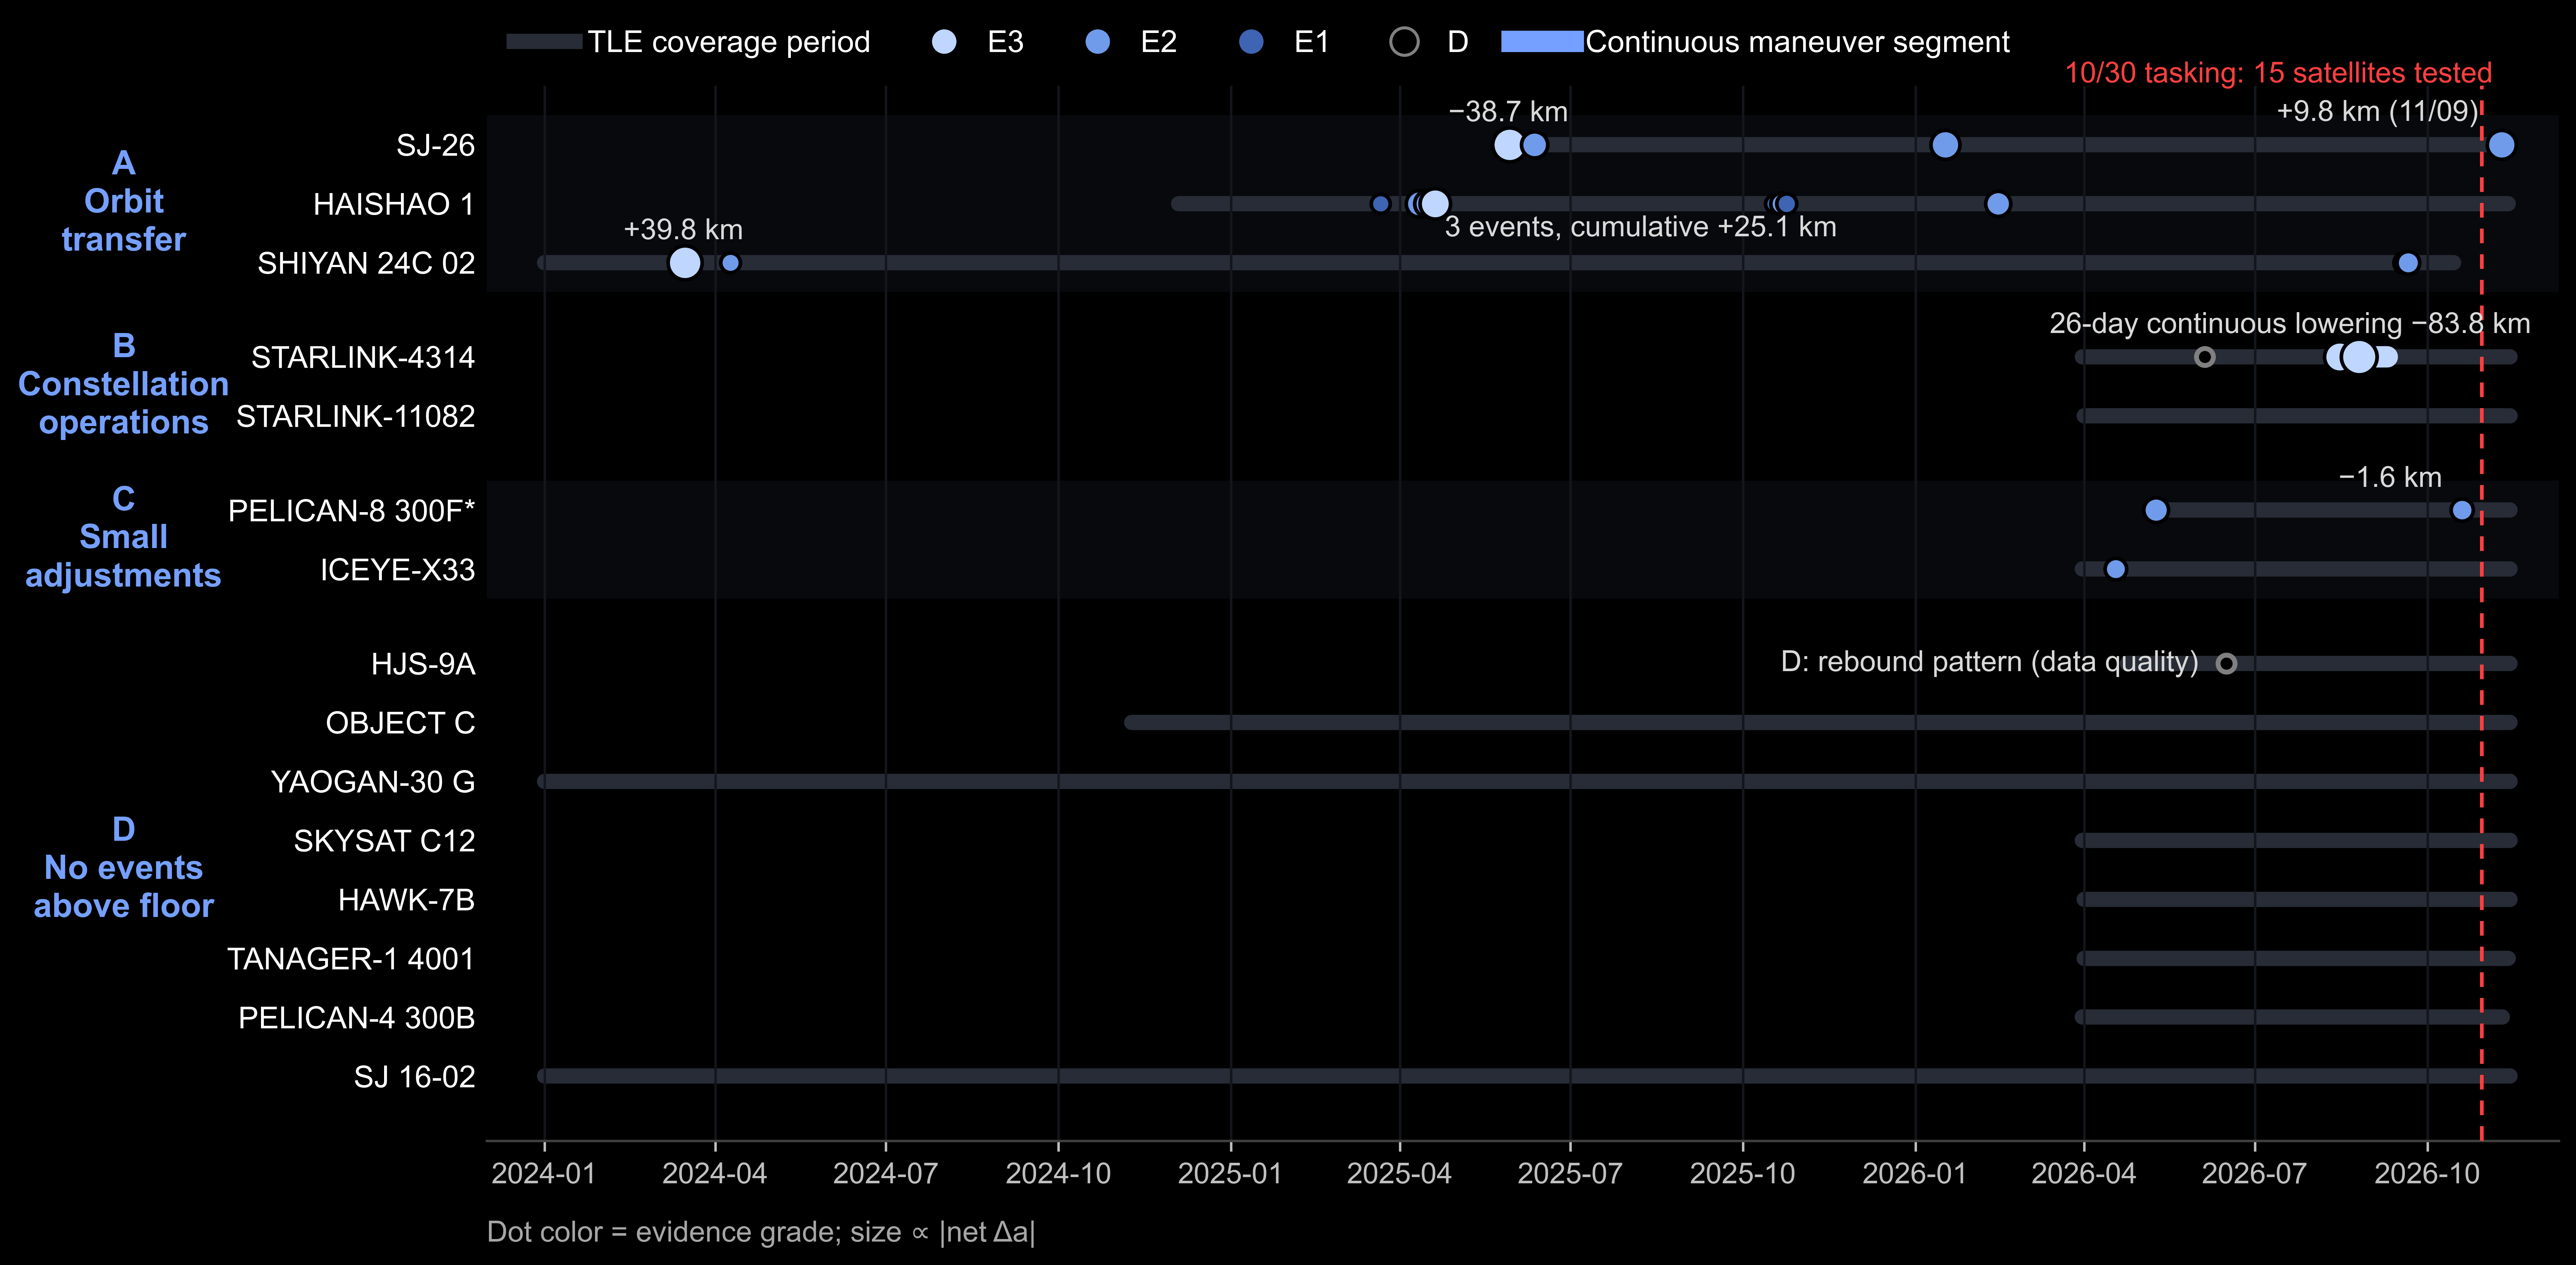 TLE coverage period E3 E2 E1 D Continuous maneuver segment
10/30 tasking: 15 satellites tested
−38.7 km
+9.8 km (11/09)
A
Orbit
transfer
SJ-26
HAISHAO 1
3 events, cumulative +25.1 km
+39.8 km
SHIYAN 24C 02
B
Constellation
operations
26-day continuous lowering −83.8 km
STARLINK-4314
STARLINK-11082
C
Small
adjustments
−1.6 km
PELICAN-8 300F*
ICEYE-X33
D
No events
above floor
HJS-9A
D: rebound pattern (data quality)
OBJECT C
YAOGAN-30 G
SKYSAT C12
HAWK-7B
TANAGER-1 4001
PELICAN-4 300B
SJ 16-02
2024-01 2024-04 2024-07 2024-10 2025-01 2025-04 2025-07 2025-10 2026-01 2026-04 2026-07 2026-10
Dot color = evidence grade; size ∝ |net Δa|